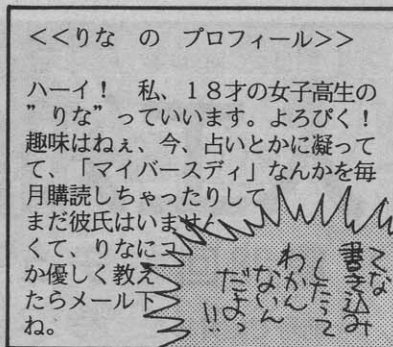 <<りな の プロフィール>>
ハーイ! 私、18才の女子高生の
”りな”っていいます。よろぴく!
趣味はねぇ、今、占いとかに凝って
て、「マイバースディ」なんかを毎
月購読しちゃったりして
まだ彼氏はいません
くて、りなにコ
か優しく教え
たらメール下
ね。
てな
書き込み
したって
わかん
ないん
だよっ
!!